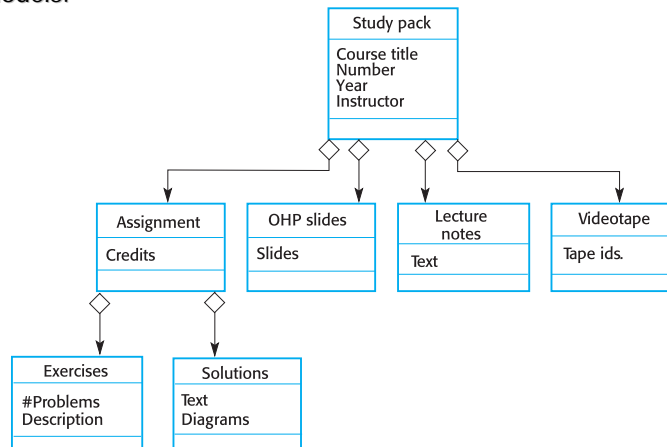 Study pack
Course title
Number
Year
Instructor
Assignment
Credits
OHP slides
Slides
Lecture
notes
Text
Videotape
Tape ids.
Exercises
#Problems
Description
Solutions
Text
Diagrams